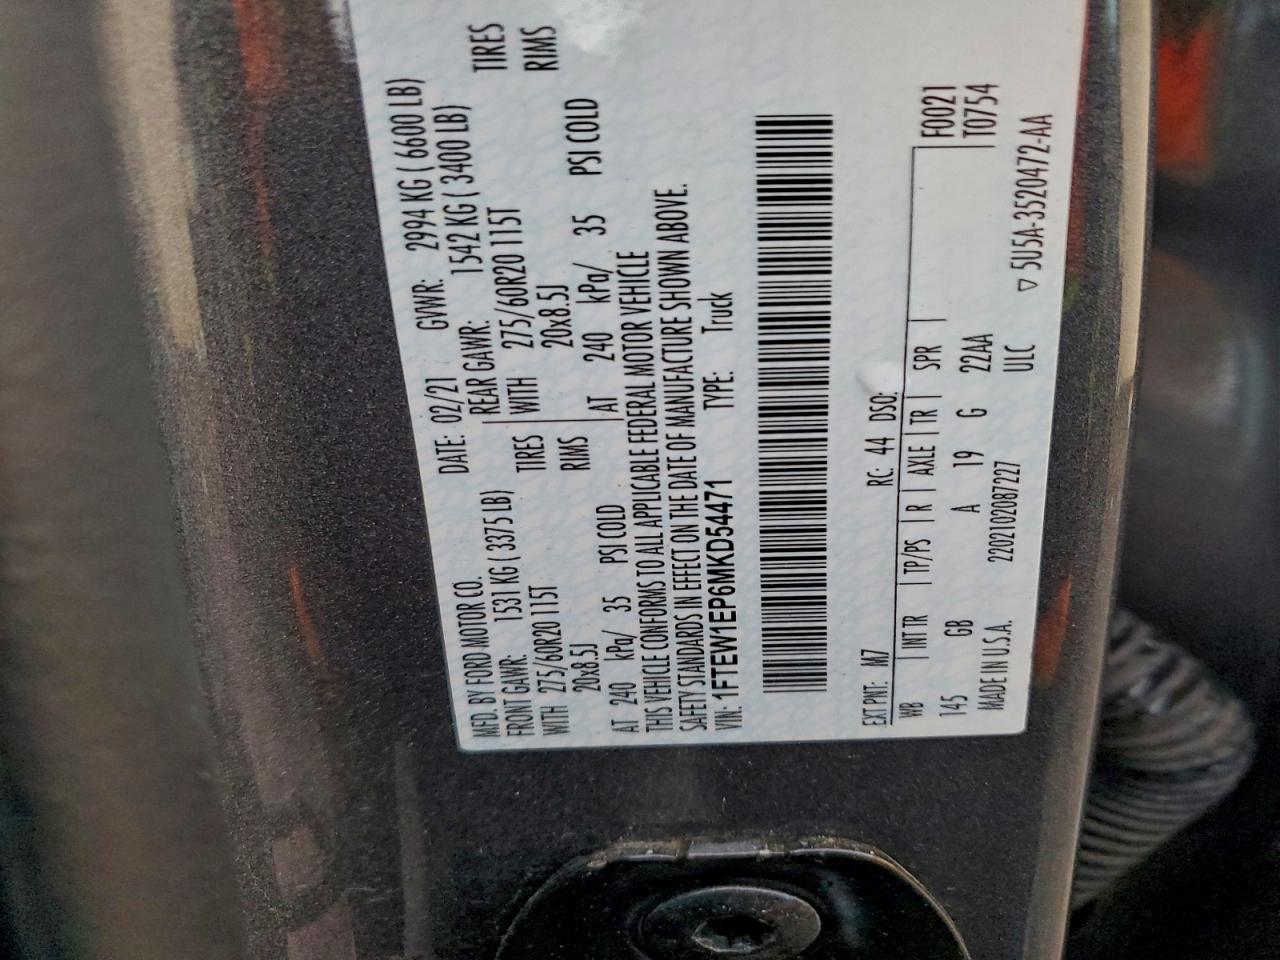 MFD. BY FORD MOTOR CO. DATE: 02/21 GVWR: 2994 KG ( 6600 LB)
FRONT GAWR: 1531 KG ( 3375 LB) REAR GAWR: 1542 KG ( 3400 LB)
WITH 275/60R20 115T TIRES WITH 275/60R20 115T TIRES
20x8.5J RIMS 20x8.5J RIMS
AT 240 kPa/ 35 PSI COLD AT 240 kPa/ 35 PSI COLD
THIS VEHICLE CONFORMS TO ALL APPLICABLE FEDERAL MOTOR VEHICLE
SAFETY STANDARDS IN EFFECT ON THE DATE OF MANUFACTURE SHOWN ABOVE.
VIN: 1FTEW1EP6MKD54471 TYPE: Truck
EXT PNT: M7 RC: 44 DSO:
WB INT TR TP/PS R AXLE TR SPR F0021
145 GB A 19 G 22AA T0754
MADE IN U.S.A. 2202102087227 ULC ▽ 5U5A-3520472-AA